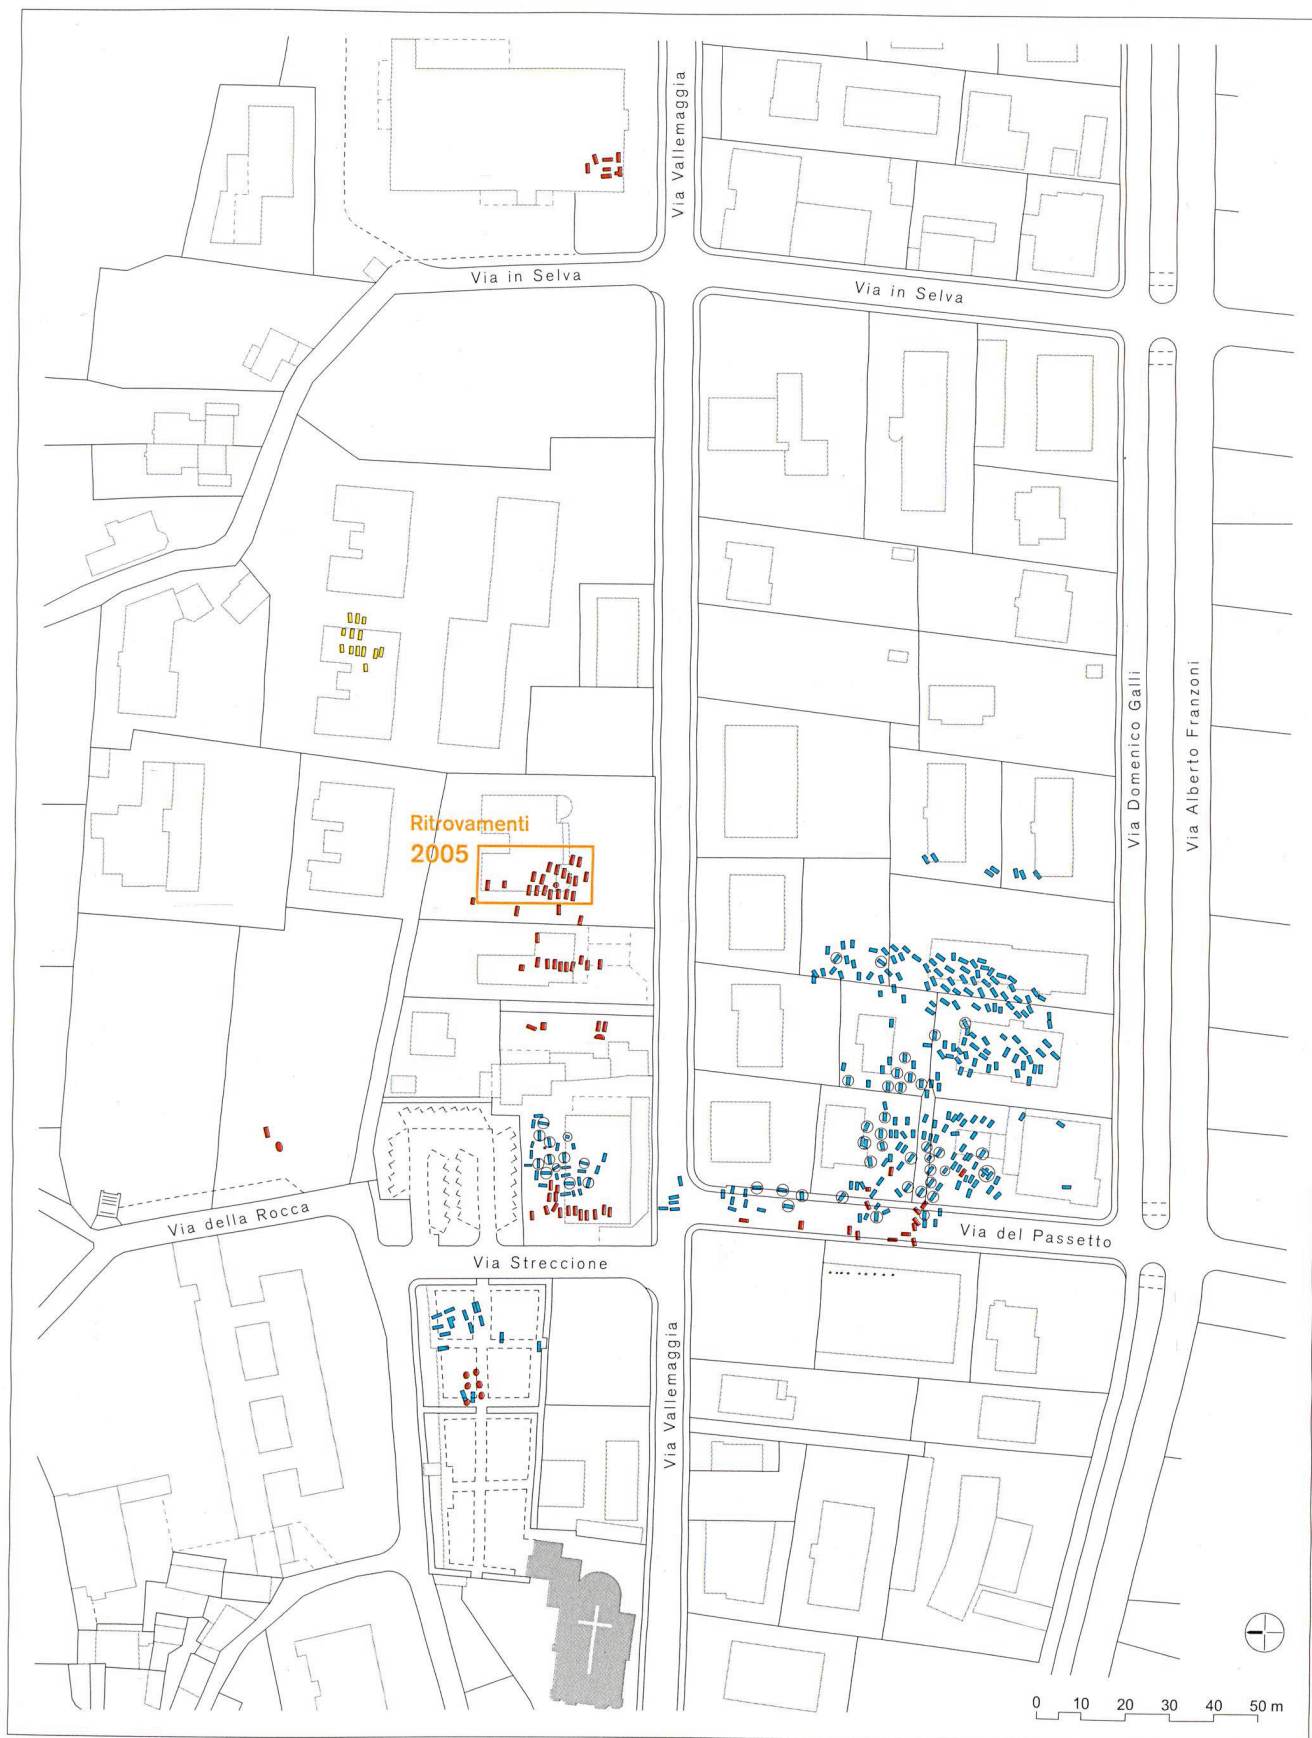 Via Vallemaggia
Via in Selva
Via in Selva
Via Domenico Galli
Via Alberto Franzoni
Ritrovamenti
2005
Via della Rocca
Via Streccione
Via del Passetto
Via Vallemaggia
0 10 20 30 40 50 m